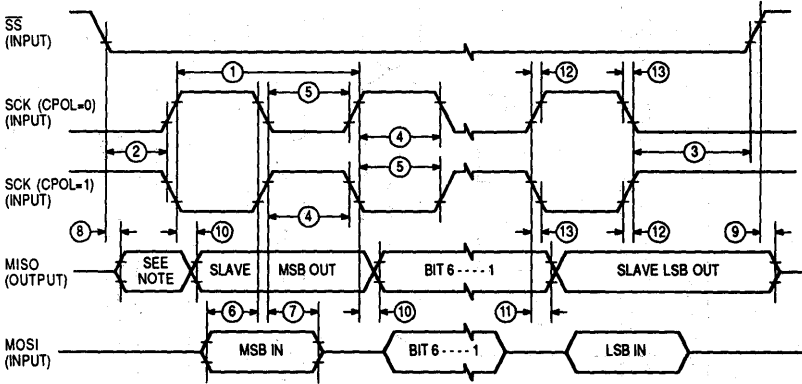 SS
(INPUT)
1
12
13
5
SCK (CPOL=0)
(INPUT)
4
2
3
5
SCK (CPOL=1)
(INPUT)
4
8
10
13
12
9
MISO
(OUTPUT)
SEE
NOTE
SLAVE
MSB OUT
BIT 6 - - - - 1
SLAVE LSB OUT
6
7
10
11
MOSI
(INPUT)
MSB IN
BIT 6 - - - - 1
LSB IN